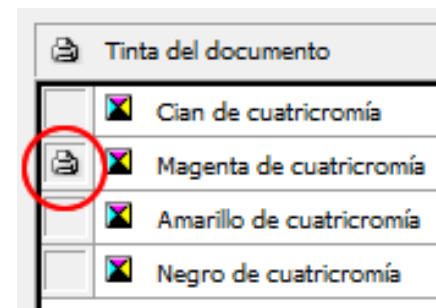 Tinta del documento
Cian de cuatricromía
Magenta de cuatricromía
Amarillo de cuatricromía
Negro de cuatricromía